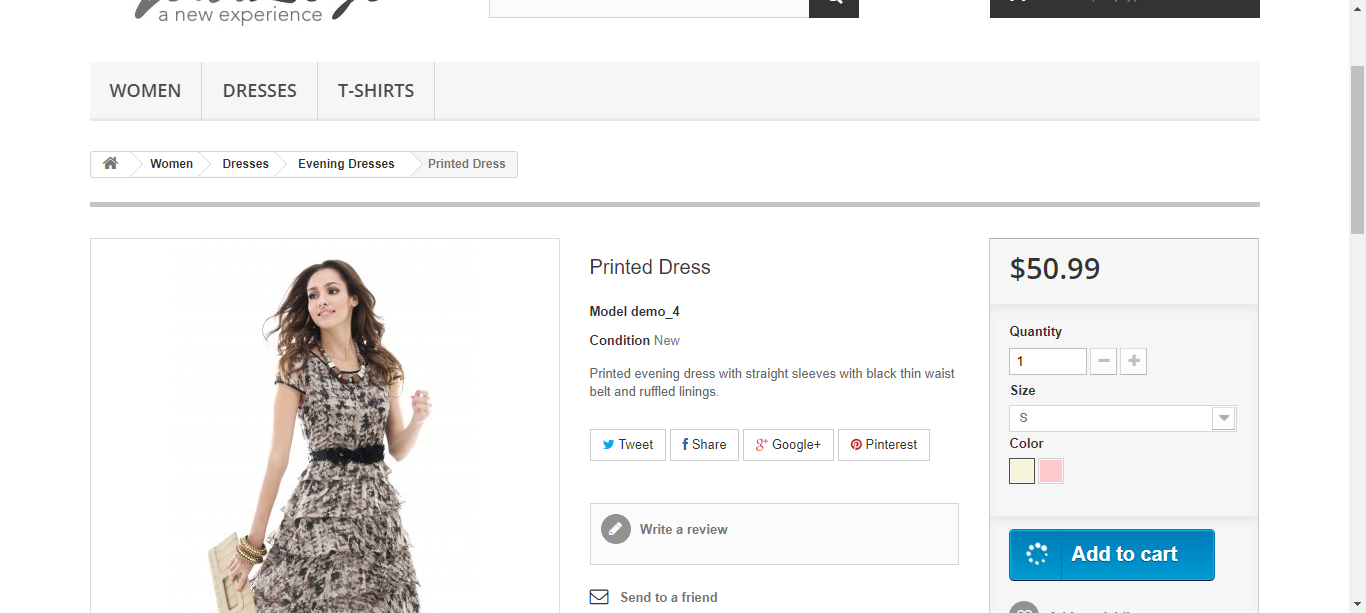 a new experience
WOMEN DRESSES T-SHIRTS
Women Dresses Evening Dresses Printed Dress
Printed Dress
Model demo_4
Condition New
Printed evening dress with straight sleeves with black thin waist
belt and ruffled linings.
Tweet Share Google+ Pinterest
Write a review
Send to a friend
$50.99
Quantity
1
Size
S
Color
Add to cart